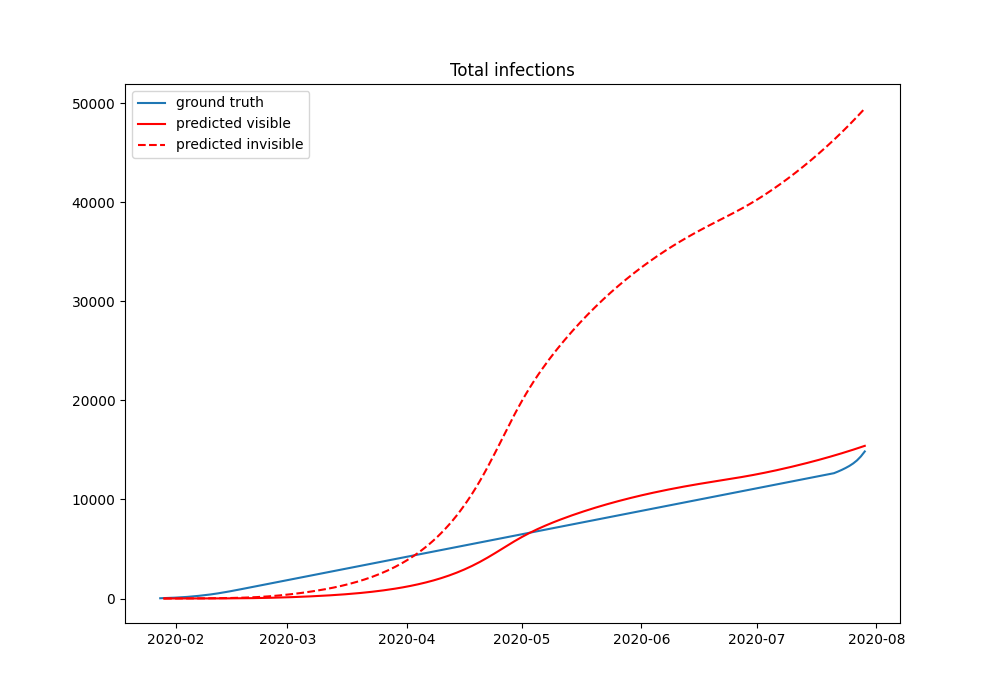 Total infections
ground truth
predicted visible
predicted invisible
50000
40000
30000
20000
10000
0
2020-02 2020-03 2020-04 2020-05 2020-06 2020-07 2020-08